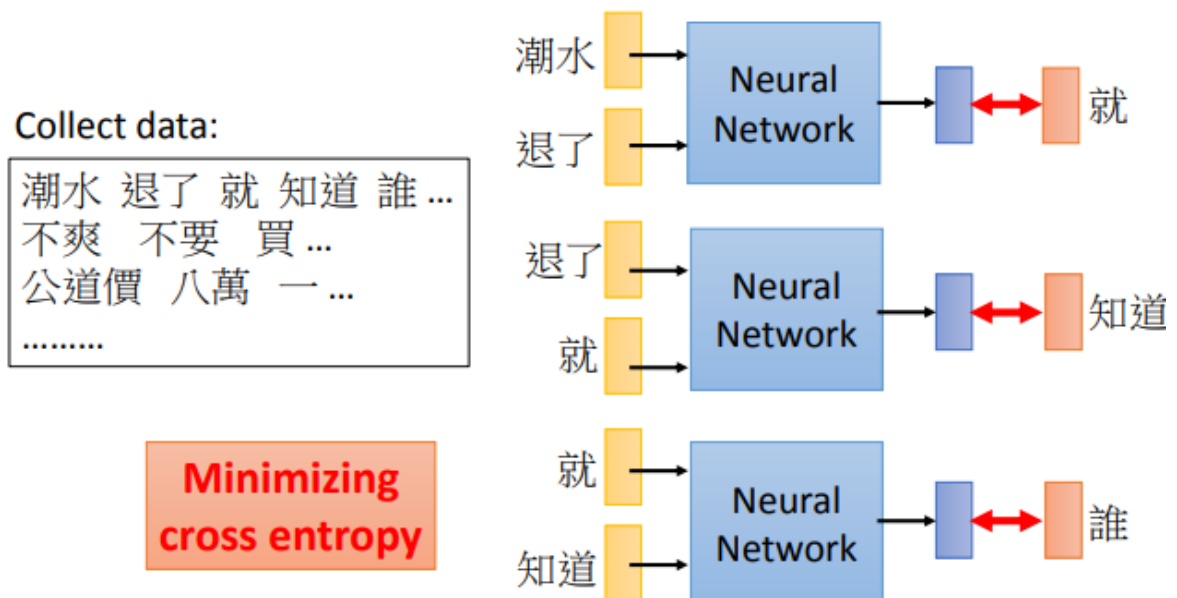 Collect data:
潮水 退了 就 知道 誰 ...
不爽 不要 買 ...
公道價 八萬 一 ...
………
Minimizing
cross entropy
潮水
退了
Neural
Network
就
退了
就
Neural
Network
知道
就
知道
Neural
Network
誰